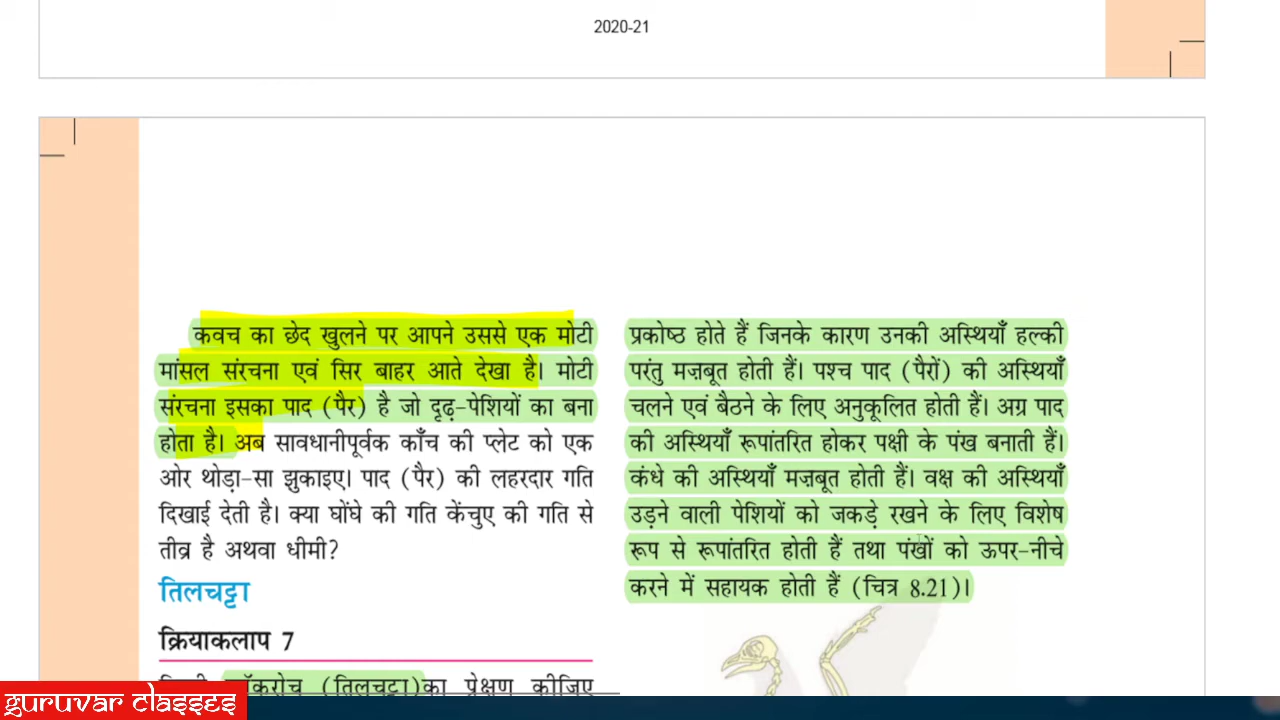 2020-21
कवच का छेद खुलने पर आपने उससे एक मोटी
मांसल संरचना एवं सिर बाहर आते देखा है। मोटी
संरचना इसका पाद (पैर) है जो दृढ़-पेशियों का बना
होता है। अब सावधानीपूर्वक काँच की प्लेट को एक
ओर थोड़ा-सा झुकाइए। पाद (पैर) की लहरदार गति
दिखाई देती है। क्या घोंघे की गति केंचुए की गति से
तीव्र है अथवा धीमी?
तिलचट्टा
क्रियाकलाप 7
कॉकरोच (तिलचट्टा) का प्रेक्षण कीजिए
प्रकोष्ठ होते हैं जिनके कारण उनकी अस्थियाँ हल्की
परंतु मज़बूत होती हैं। पश्च पाद (पैरों) की अस्थियाँ
चलने एवं बैठने के लिए अनुकूलित होती हैं। अग्र पाद
की अस्थियाँ रूपांतरित होकर पक्षी के पंख बनाती हैं।
कंधे की अस्थियाँ मज़बूत होती हैं। वक्ष की अस्थियाँ
उड़ने वाली पेशियों को जकड़े रखने के लिए विशेष
रूप से रूपांतरित होती हैं तथा पंखों को ऊपर-नीचे
करने में सहायक होती हैं (चित्र 8.21)।
guruvar classes